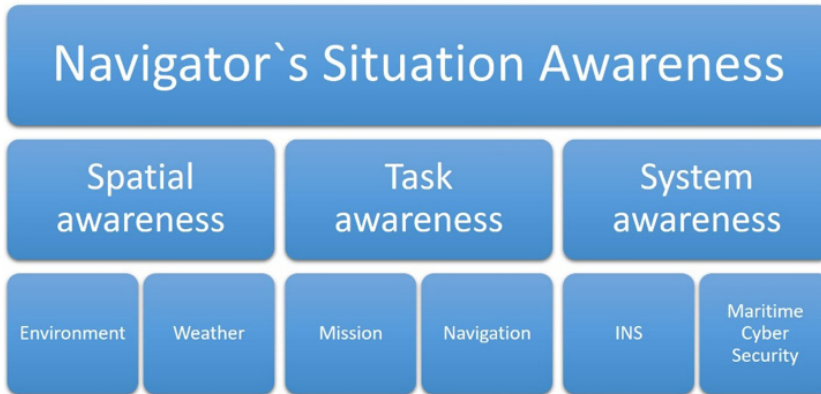 Navigator`s Situation Awareness
Spatial
awareness
Task
awareness
System
awareness
Environment
Weather
Mission
Navigation
INS
Maritime
Cyber
Security